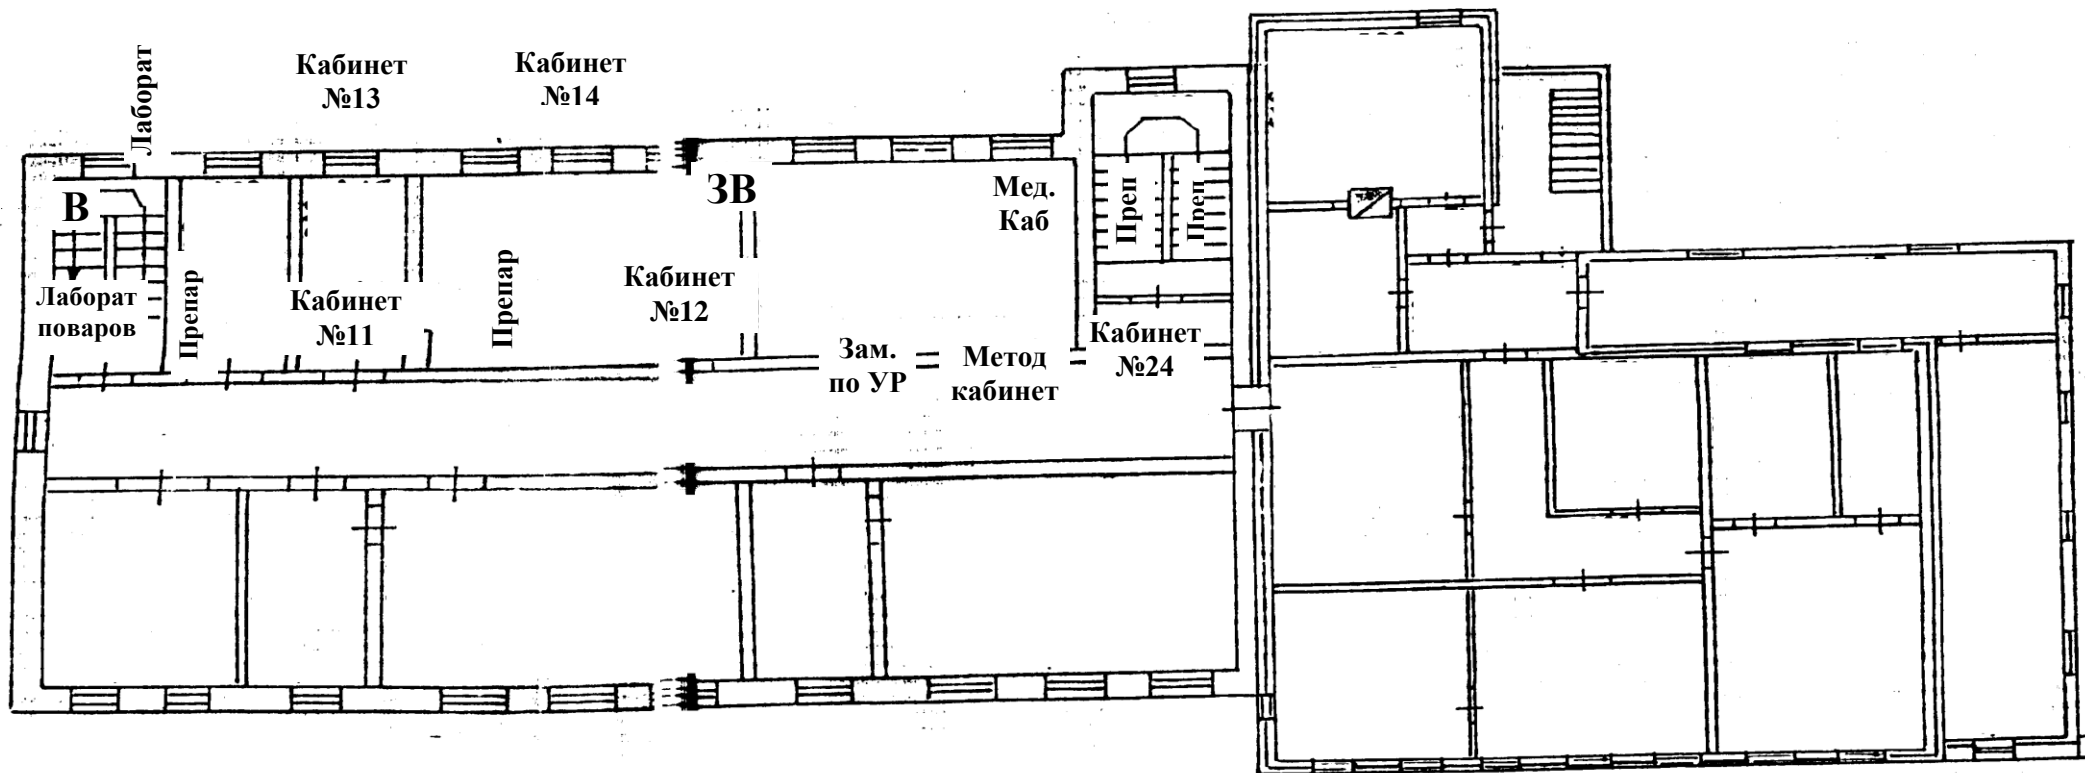 Лаборат
Кабинет
№13
Кабинет
№14
В
ЗВ
Мед.
Каб
Преп
Преп
Лаборат
поваров
Препар
Кабинет
№11
Препар
Кабинет
№12
Зам.
по УР
Метод
кабинет
Кабинет
№24